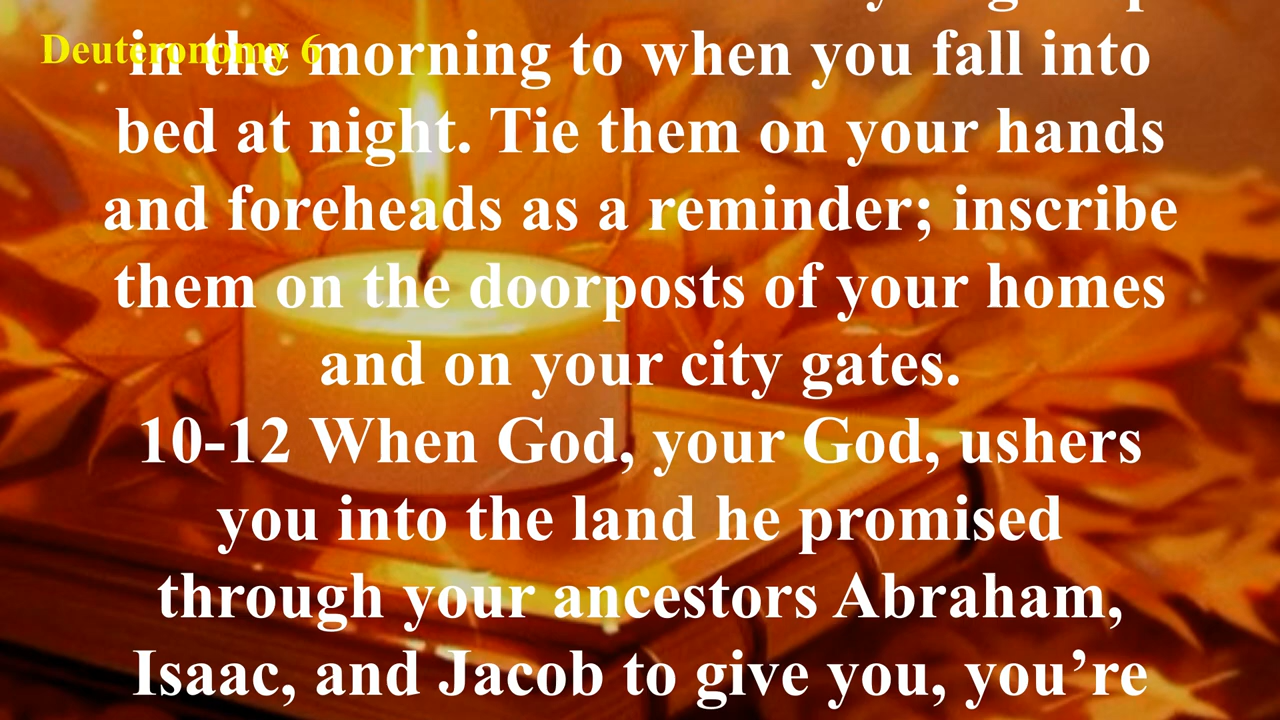 Deuteronomy 6
in the morning to when you fall into
bed at night. Tie them on your hands
and foreheads as a reminder; inscribe
them on the doorposts of your homes
and on your city gates.
10-12 When God, your God, ushers
you into the land he promised
through your ancestors Abraham,
Isaac, and Jacob to give you, you’re